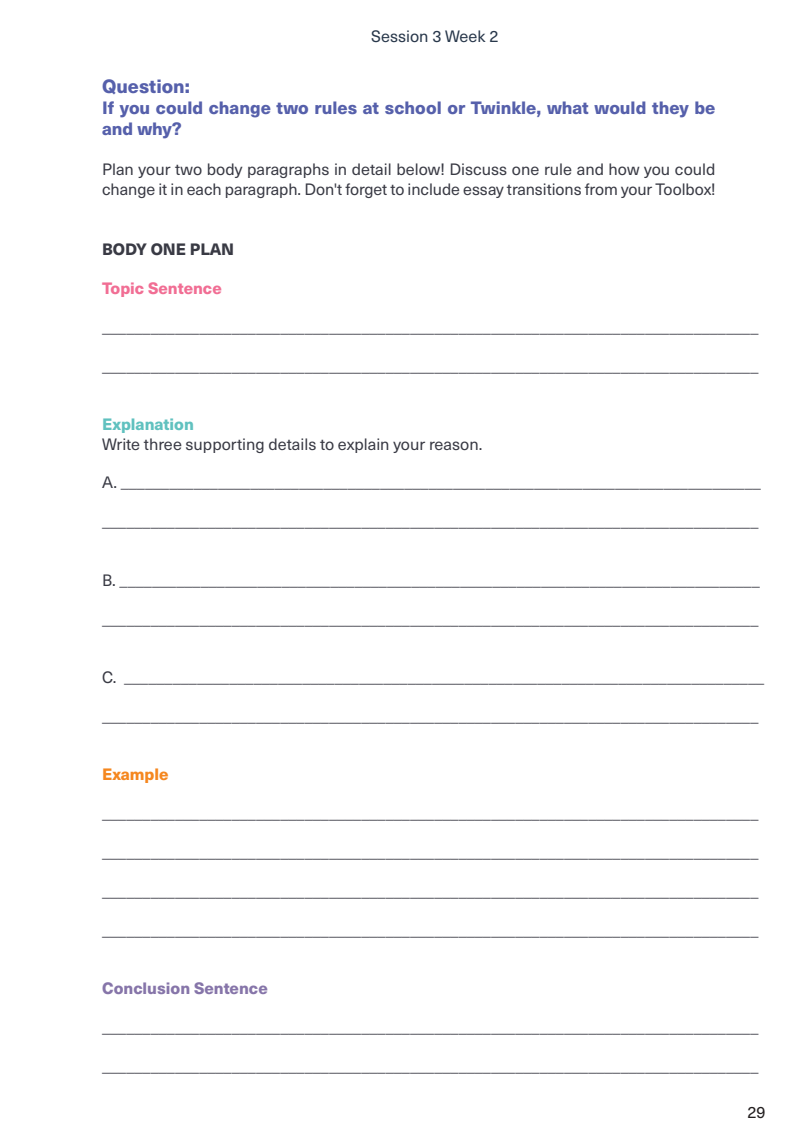 Session 3 Week 2
Question:
If you could change two rules at school or Twinkle, what would they be
and why?
Plan your two body paragraphs in detail below! Discuss one rule and how you could
change it in each paragraph. Don't forget to include essay transitions from your Toolbox!
BODY ONE PLAN
Topic Sentence
Explanation
Write three supporting details to explain your reason.
A.
B.
C.
Example
Conclusion Sentence
29